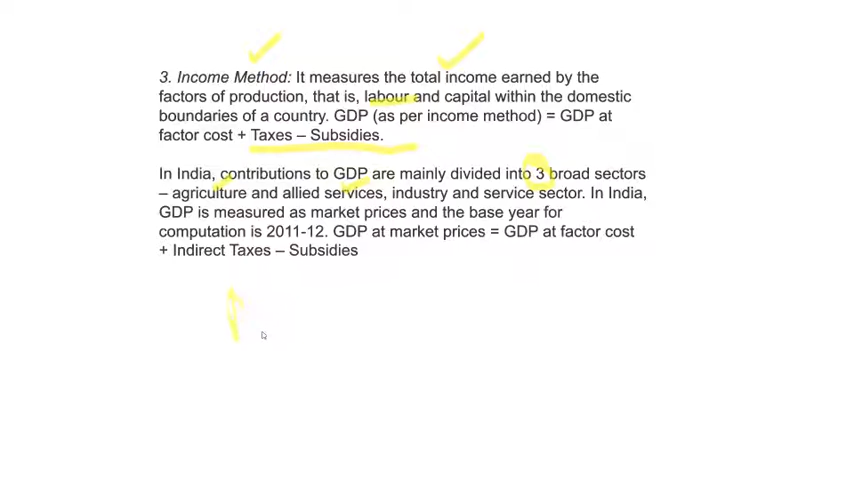 3. Income Method: It measures the total income earned by the
factors of production, that is, labour and capital within the domestic
boundaries of a country. GDP (as per income method) = GDP at
factor cost + Taxes – Subsidies.
In India, contributions to GDP are mainly divided into 3 broad sectors
– agriculture and allied services, industry and service sector. In India,
GDP is measured as market prices and the base year for
computation is 2011-12. GDP at market prices = GDP at factor cost
+ Indirect Taxes – Subsidies